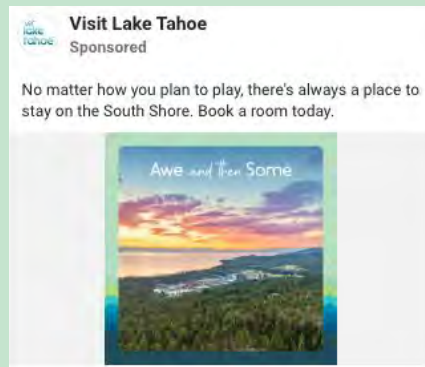 visit
lake
tahoe
Visit Lake Tahoe
Sponsored
No matter how you plan to play, there's always a place to
stay on the South Shore. Book a room today.
Awe and then Some